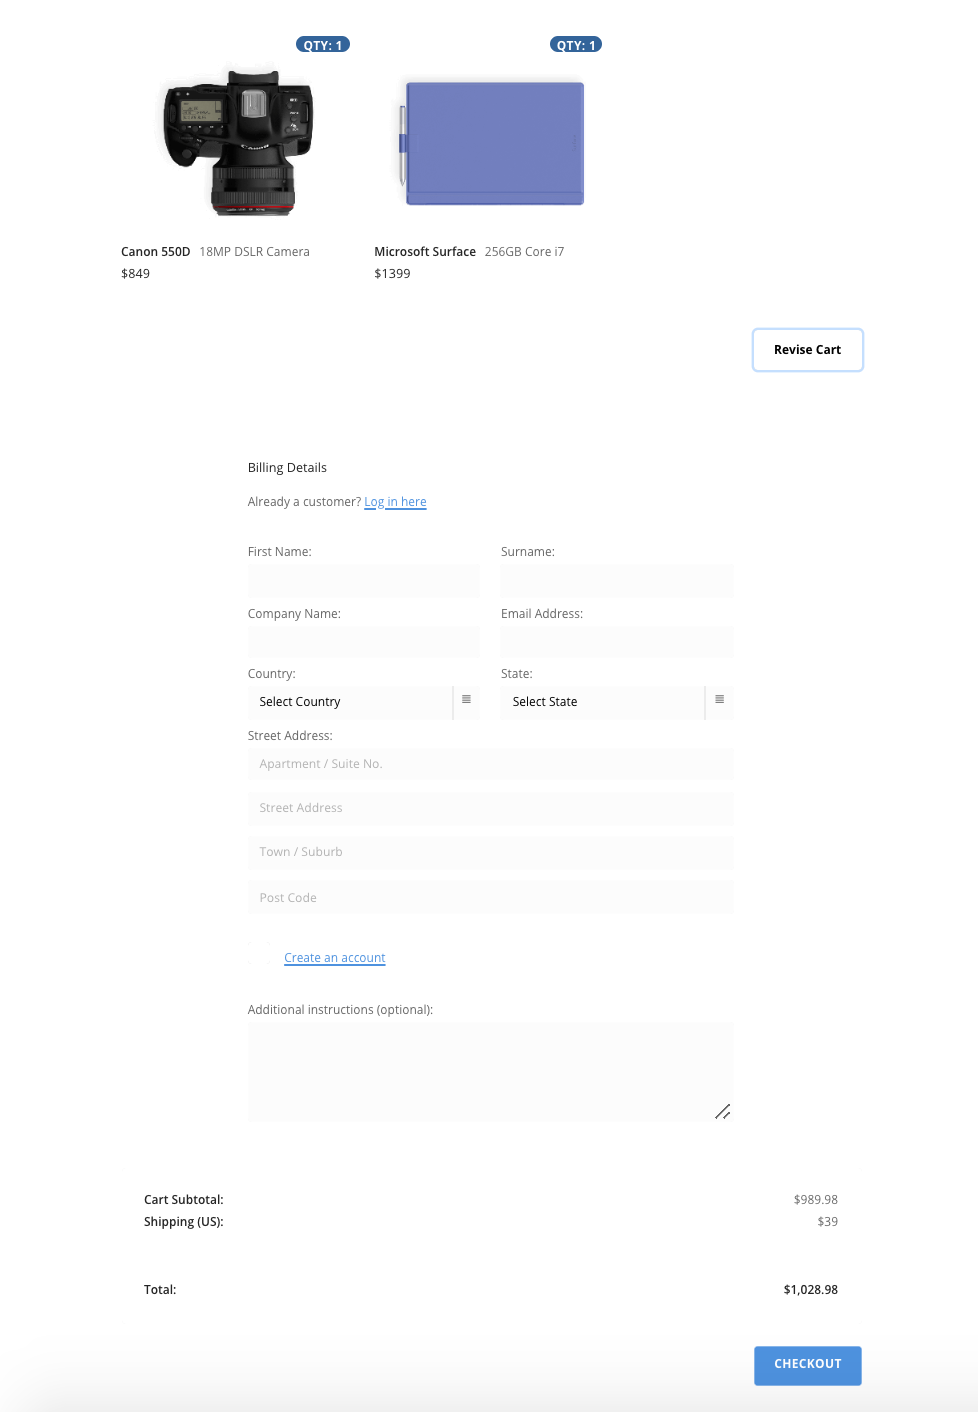 QTY: 1 QTY: 1
Canon
Canon 550D 18MP DSLR Camera Microsoft Surface 256GB Core i7
$849 $1399
Revise Cart
Billing Details
Already a customer? Log in here
First Name: Surname:
Company Name: Email Address:
Country: State:
Select Country Select State
Street Address:
Apartment / Suite No.
Street Address
Town / Suburb
Post Code
Create an account
Additional instructions (optional):
Cart Subtotal: $989.98
Shipping (US): $39
Total: $1,028.98
CHECKOUT